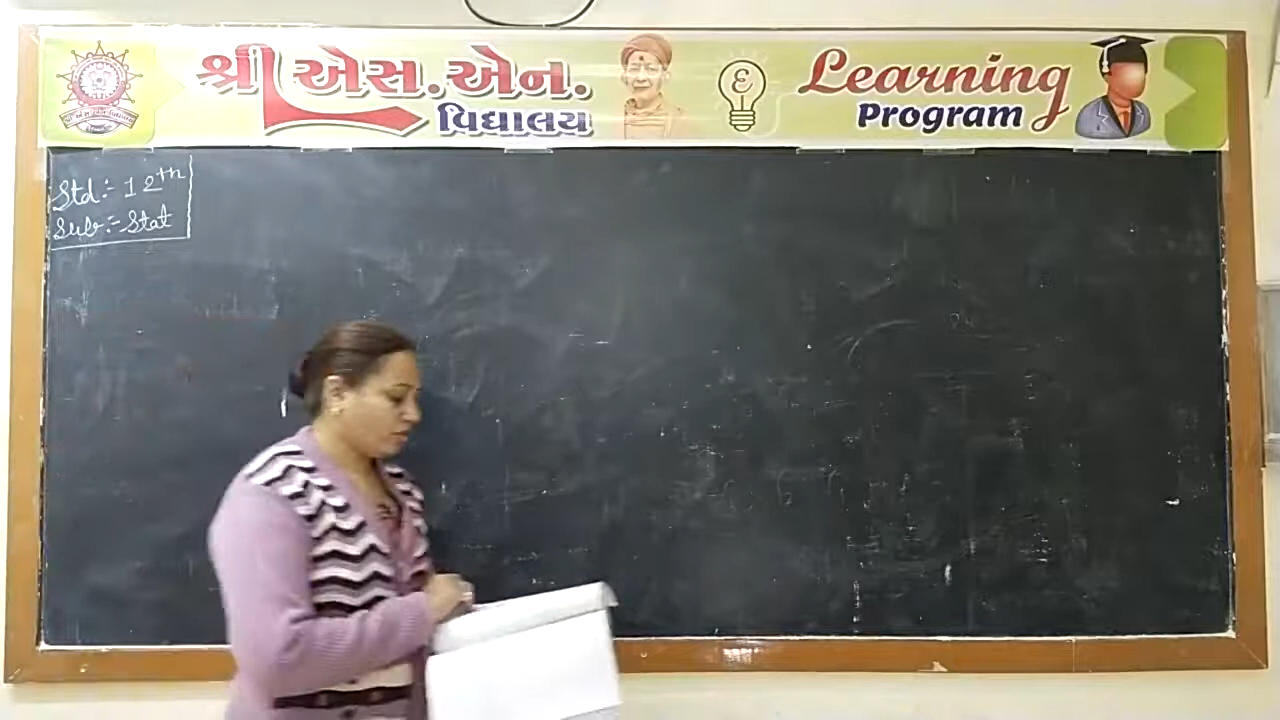 શ્રી એસ.એન.
વિદ્યાલય
Learning
Program
Std :- 12th
Sub :- Stat